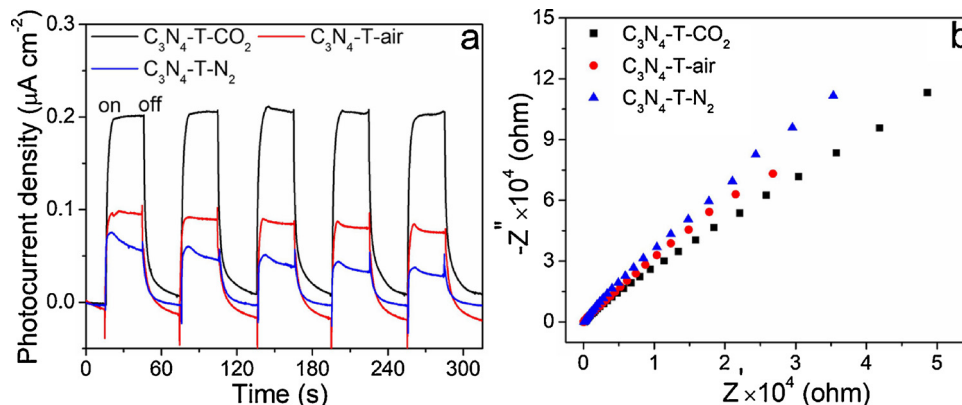 a
C₃N₄-T-CO₂ C₃N₄-T-air
C₃N₄-T-N₂
on off
0.3
0.2
0.1
0.0
Photocurrent density (μA cm⁻²)
0 60 120 180 240 300
Time (s)
b
C₃N₄-T-CO₂
C₃N₄-T-air
C₃N₄-T-N₂
15
12
9
6
3
0
-Z″×10⁴ (ohm)
0 1 2 3 4 5
Z′×10⁴ (ohm)